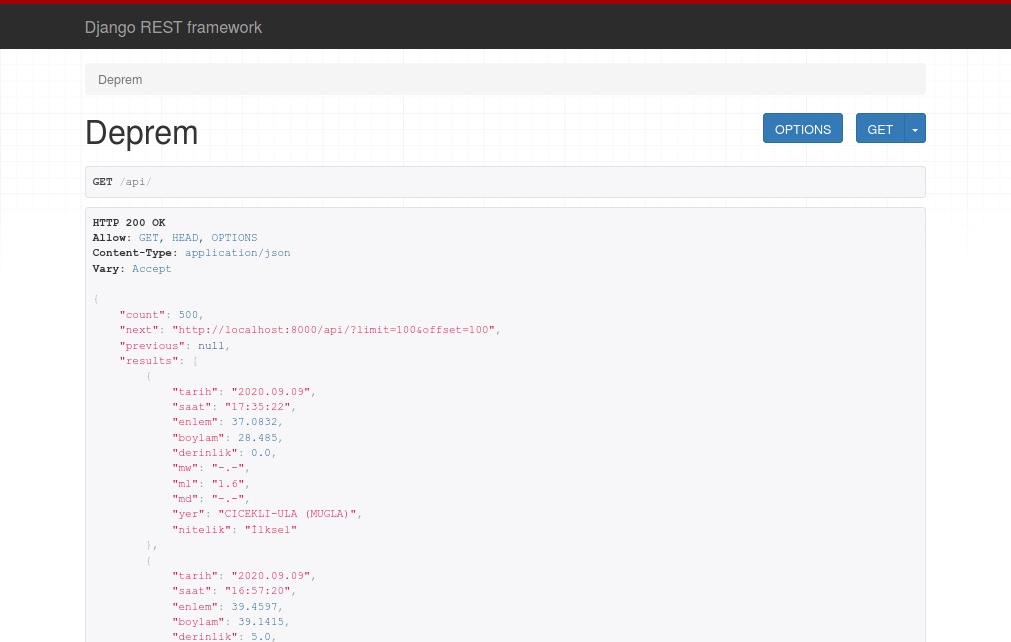 Django REST framework
Deprem
Deprem
OPTIONS
GET
GET /api/
HTTP 200 OK
Allow: GET, HEAD, OPTIONS
Content-Type: application/json
Vary: Accept
{
"count": 500,
"next": "http://localhost:8000/api/?limit=100&offset=100",
"previous": null,
"results": [
{
"tarih": "2020.09.09",
"saat": "17:35:22",
"enlem": 37.0832,
"boylam": 28.485,
"derinlik": 0.0,
"mw": "-.-",
"ml": "1.6",
"md": "-.-",
"yer": "CICEKLI-ULA (MUGLA)",
"nitelik": "İlksel"
},
{
"tarih": "2020.09.09",
"saat": "16:57:20",
"enlem": 39.4597,
"boylam": 39.1415,
"derinlik": 5.0,